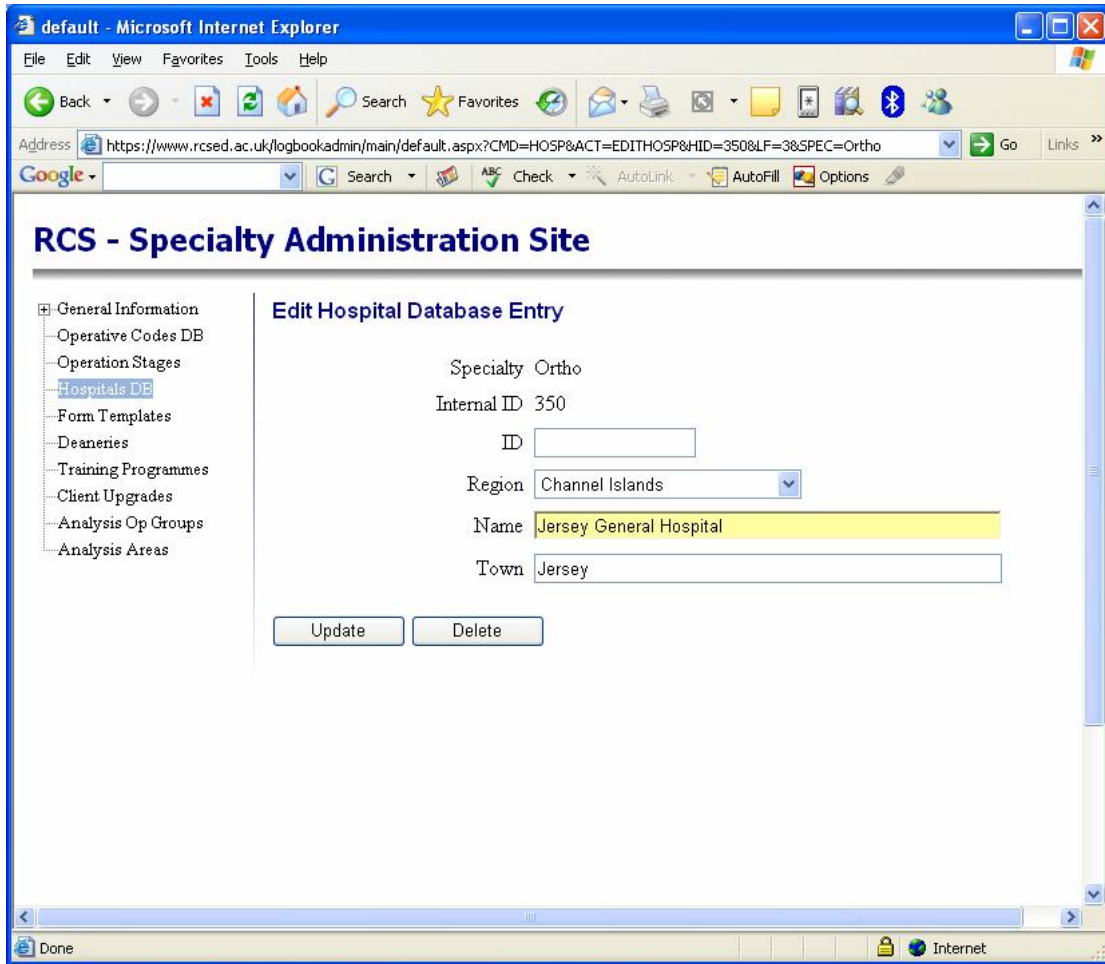 default - Microsoft Internet Explorer
File Edit View Favorites Tools Help
Back Search Favorites
Address https://www.rcsed.ac.uk/logbookadmin/main/default.aspx?CMD=HOSP&ACT=EDITHOSP&HID=350&LF=3&SPEC=Ortho Go Links »
Google Search ABC Check AutoLink AutoFill Options
RCS - Specialty Administration Site
General Information
Operative Codes DB
Operation Stages
Hospitals DB
Form Templates
Deaneries
Training Programmes
Client Upgrades
Analysis Op Groups
Analysis Areas
Edit Hospital Database Entry
Specialty Ortho
Internal ID 350
ID
Region Channel Islands
Name Jersey General Hospital
Town Jersey
Update Delete
Done Internet